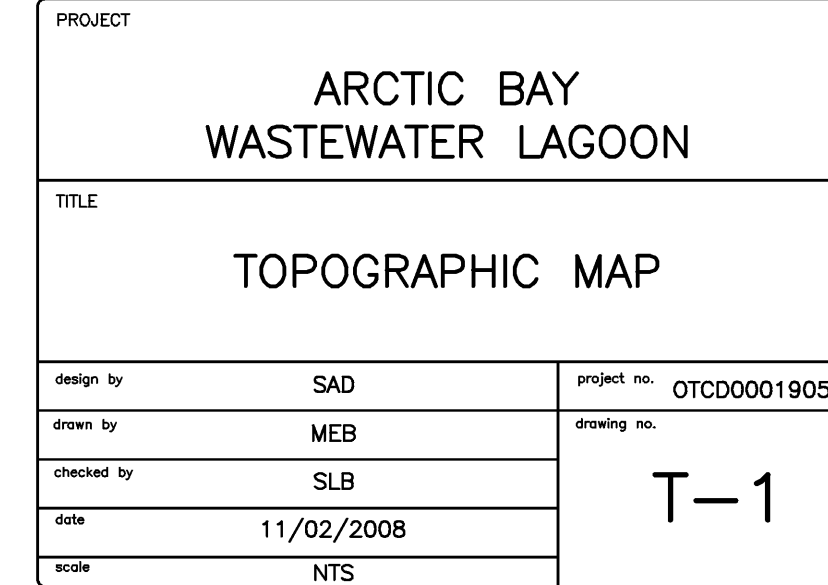 PROJECT
ARCTIC BAY
WASTEWATER LAGOON
TITLE
TOPOGRAPHIC MAP
design by SAD
project no. OTCD0001905
drawn by MEB
drawing no.
T-1
checked by SLB
date 11/02/2008
scale NTS